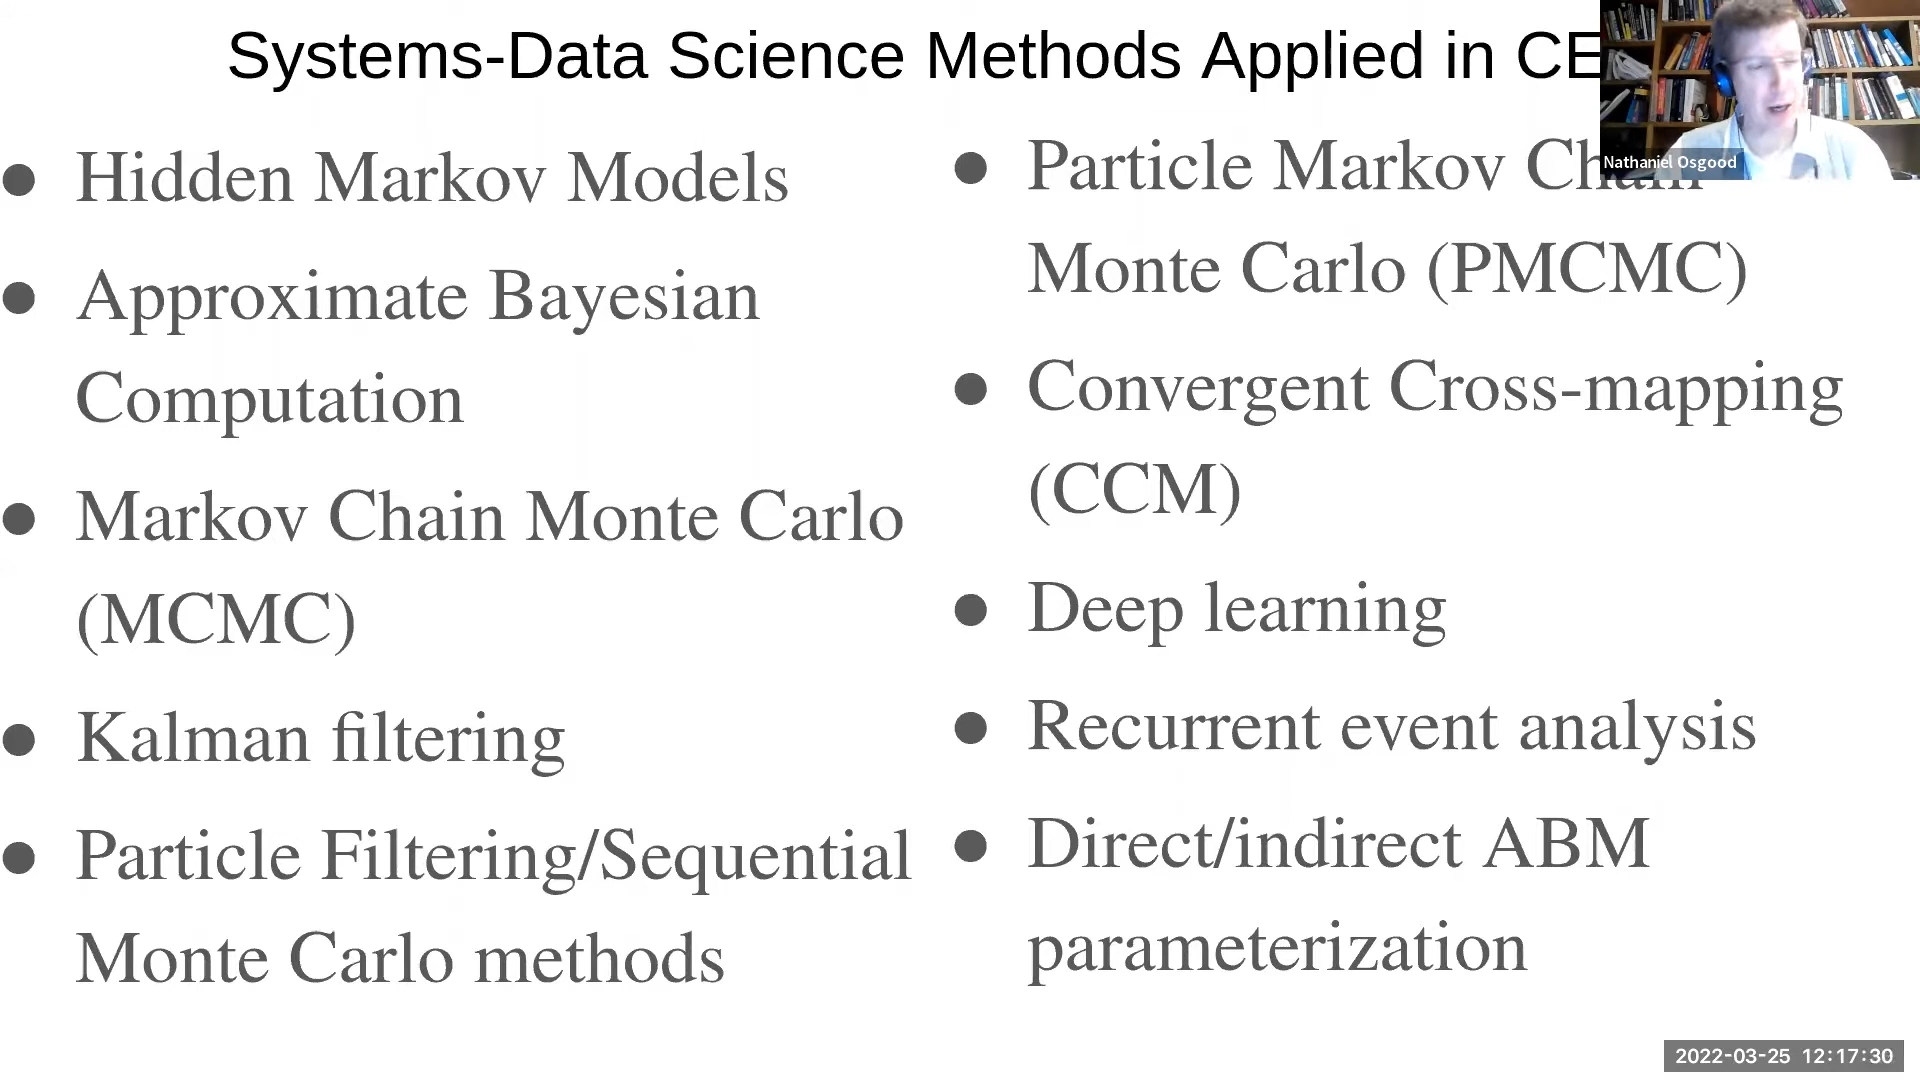 Systems-Data Science Methods Applied in CE
Hidden Markov Models
Approximate Bayesian
Computation
Markov Chain Monte Carlo
(MCMC)
Kalman filtering
Particle Filtering/Sequential
Monte Carlo methods
Particle Markov Chain
Monte Carlo (PMCMC)
Convergent Cross-mapping
(CCM)
Deep learning
Recurrent event analysis
Direct/indirect ABM
parameterization
Nathaniel Osgood
2022-03-25 12:17:30